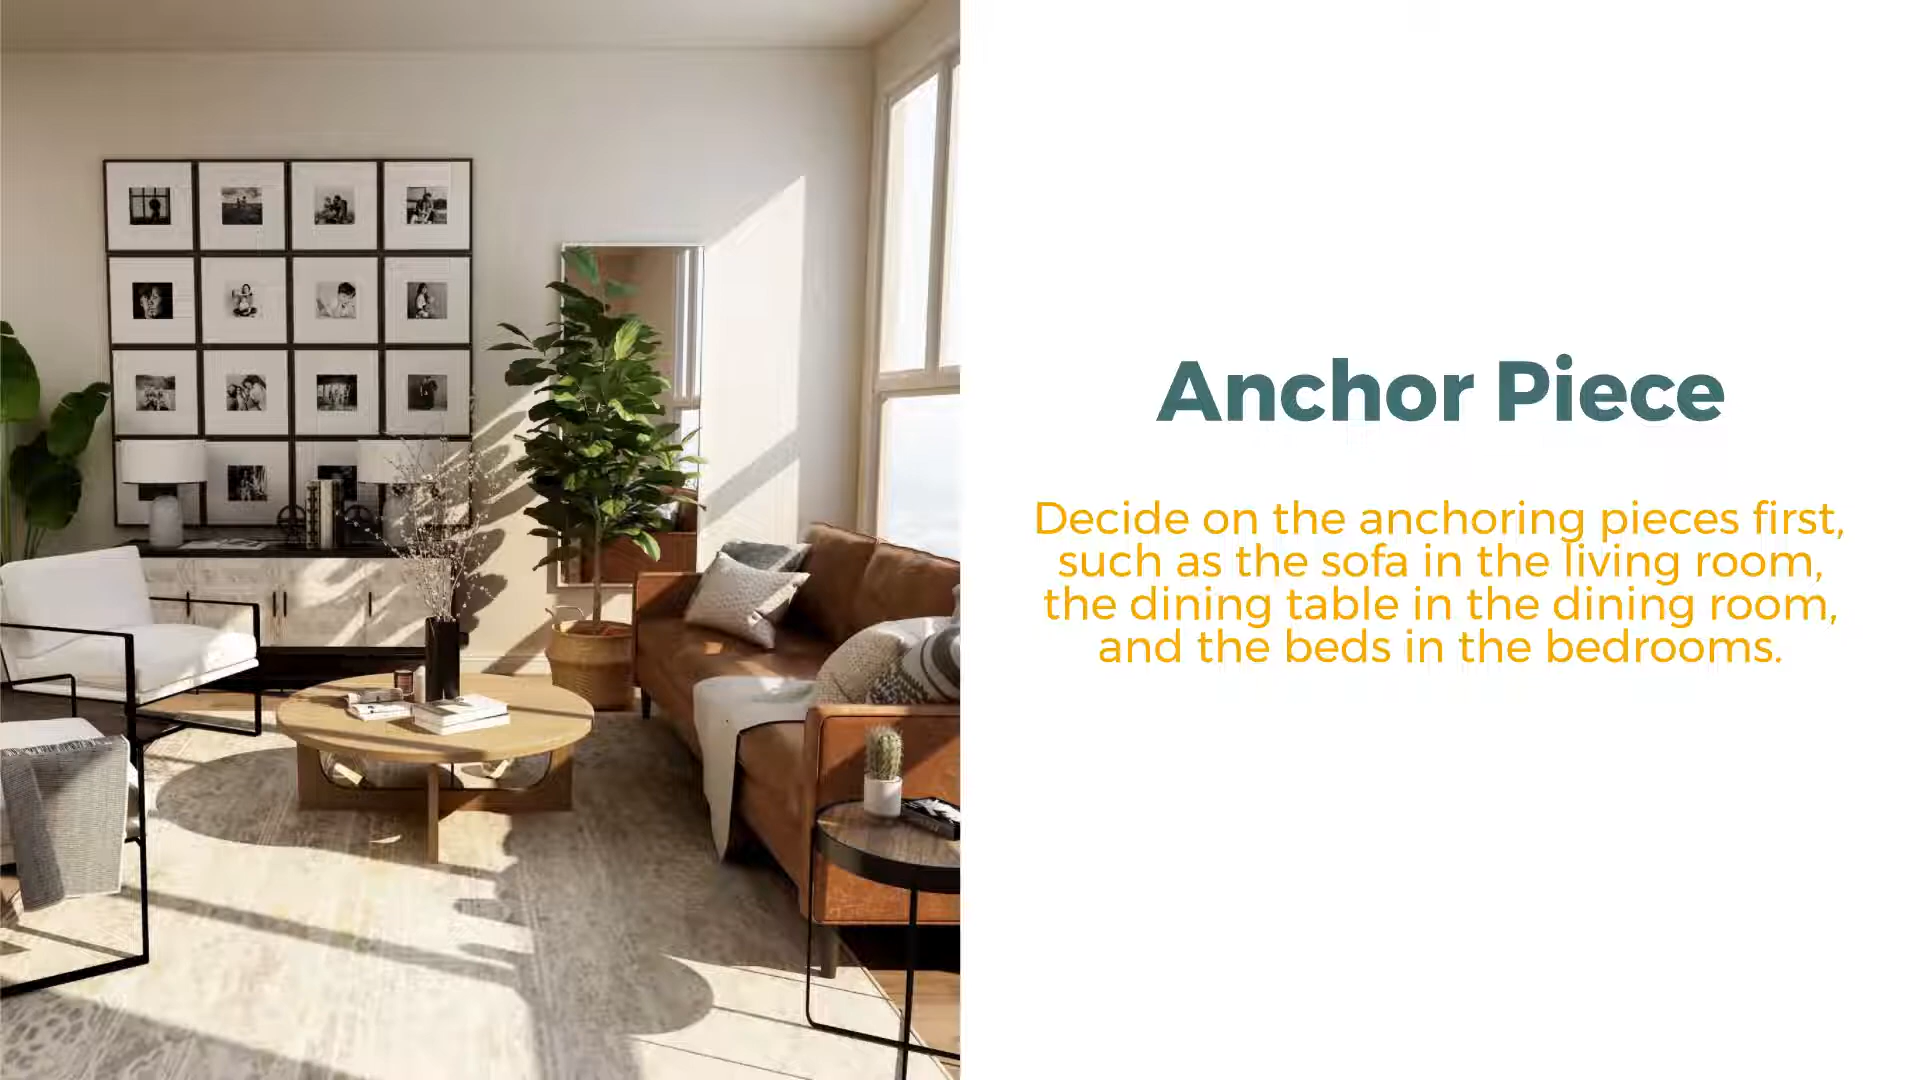 Anchor Piece
Decide on the anchoring pieces first,
such as the sofa in the living room,
the dining table in the dining room,
and the beds in the bedrooms.